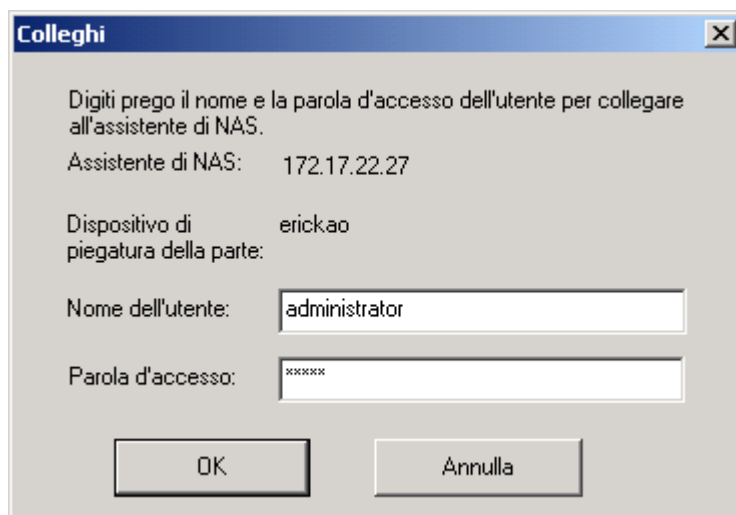 Colleghi
Digiti prego il nome e la parola d'accesso dell'utente per collegare
all'assistente di NAS.
Assistente di NAS: 172.17.22.27
Dispositivo di erickao
piegatura della parte:
Nome dell'utente: administrator
Parola d'accesso: *****
OK Annulla